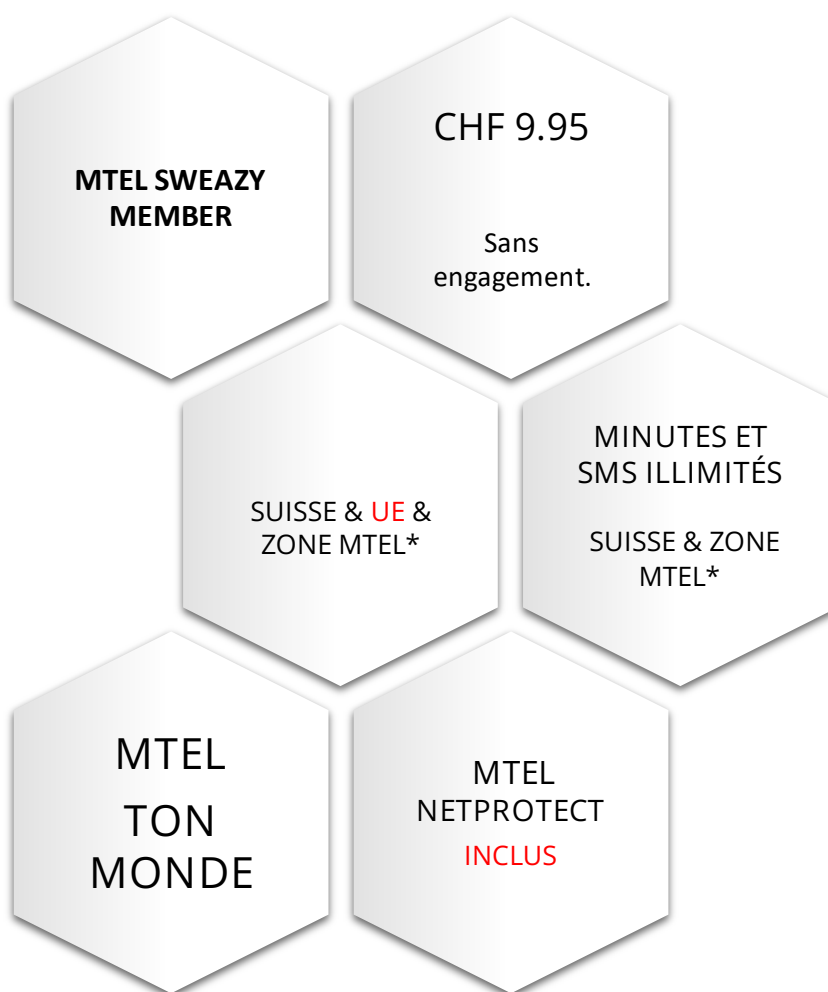 MTEL SWEAZY
MEMBER
CHF 9.95
Sans
engagement.
SUISSE & UE &
ZONE MTEL*
MINUTES ET
SMS ILLIMITÉS
SUISSE & ZONE
MTEL*
MTEL
TON
MONDE
MTEL
NETPROTECT
INCLUS